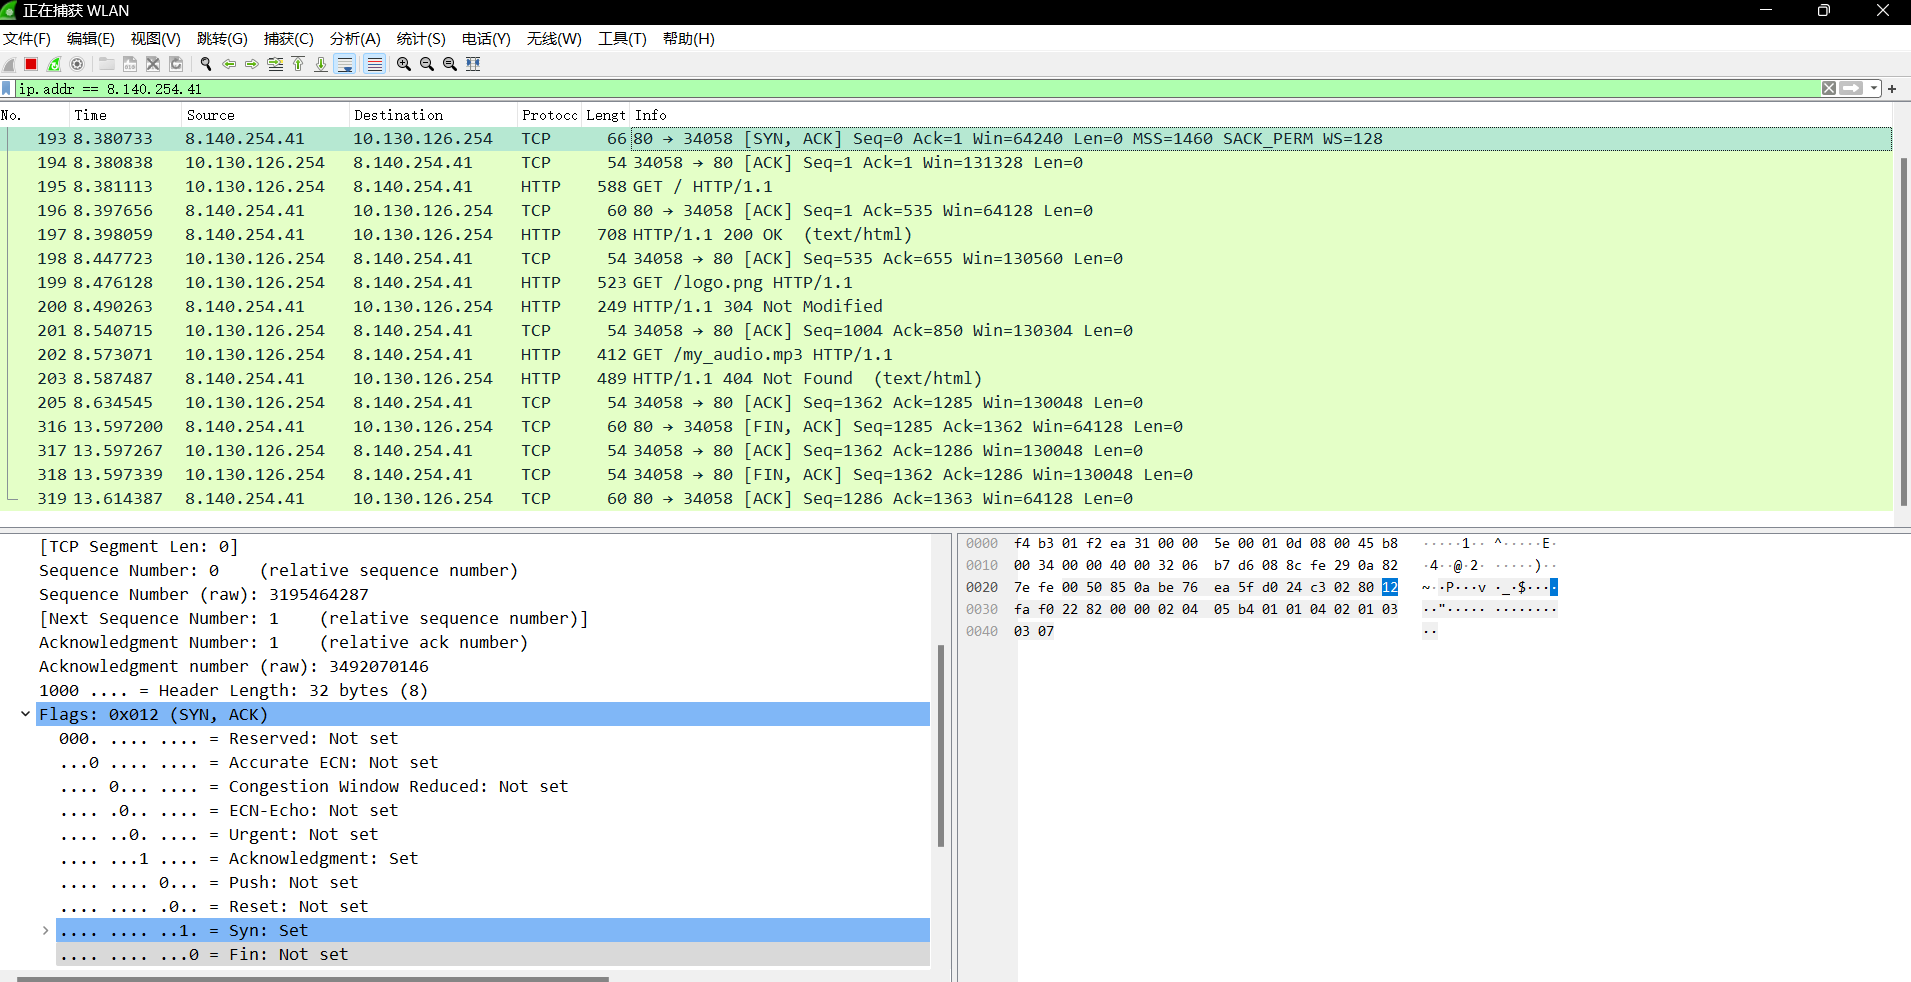 正在捕获 WLAN
文件(F) 编辑(E) 视图(V) 跳转(G) 捕获(C) 分析(A) 统计(S) 电话(Y) 无线(W) 工具(T) 帮助(H)
ip.addr == 8.140.254.41
No. Time Source Destination Protocc Lengt Info
193 8.380733 8.140.254.41 10.130.126.254 TCP 66 80 → 34058 [SYN, ACK] Seq=0 Ack=1 Win=64240 Len=0 MSS=1460 SACK_PERM WS=128
194 8.380838 10.130.126.254 8.140.254.41 TCP 54 34058 → 80 [ACK] Seq=1 Ack=1 Win=131328 Len=0
195 8.381113 10.130.126.254 8.140.254.41 HTTP 588 GET / HTTP/1.1
196 8.397656 8.140.254.41 10.130.126.254 TCP 60 80 → 34058 [ACK] Seq=1 Ack=535 Win=64128 Len=0
197 8.398059 8.140.254.41 10.130.126.254 HTTP 708 HTTP/1.1 200 OK  (text/html)
198 8.447723 10.130.126.254 8.140.254.41 TCP 54 34058 → 80 [ACK] Seq=535 Ack=655 Win=130560 Len=0
199 8.476128 10.130.126.254 8.140.254.41 HTTP 523 GET /logo.png HTTP/1.1
200 8.490263 8.140.254.41 10.130.126.254 HTTP 249 HTTP/1.1 304 Not Modified
201 8.540715 10.130.126.254 8.140.254.41 TCP 54 34058 → 80 [ACK] Seq=1004 Ack=850 Win=130304 Len=0
202 8.573071 10.130.126.254 8.140.254.41 HTTP 412 GET /my_audio.mp3 HTTP/1.1
203 8.587487 8.140.254.41 10.130.126.254 HTTP 489 HTTP/1.1 404 Not Found  (text/html)
205 8.634545 10.130.126.254 8.140.254.41 TCP 54 34058 → 80 [ACK] Seq=1362 Ack=1285 Win=130048 Len=0
316 13.597200 8.140.254.41 10.130.126.254 TCP 60 80 → 34058 [FIN, ACK] Seq=1285 Ack=1362 Win=64128 Len=0
317 13.597267 10.130.126.254 8.140.254.41 TCP 54 34058 → 80 [ACK] Seq=1362 Ack=1286 Win=130048 Len=0
318 13.597339 10.130.126.254 8.140.254.41 TCP 54 34058 → 80 [FIN, ACK] Seq=1362 Ack=1286 Win=130048 Len=0
319 13.614387 8.140.254.41 10.130.126.254 TCP 60 80 → 34058 [ACK] Seq=1286 Ack=1363 Win=64128 Len=0
[TCP Segment Len: 0]
Sequence Number: 0    (relative sequence number)
Sequence Number (raw): 3195464287
[Next Sequence Number: 1    (relative sequence number)]
Acknowledgment Number: 1    (relative ack number)
Acknowledgment number (raw): 3492070146
1000 .... = Header Length: 32 bytes (8)
Flags: 0x012 (SYN, ACK)
000. .... .... = Reserved: Not set
...0 .... .... = Accurate ECN: Not set
.... 0... .... = Congestion Window Reduced: Not set
.... .0.. .... = ECN-Echo: Not set
.... ..0. .... = Urgent: Not set
.... ...1 .... = Acknowledgment: Set
.... .... 0... = Push: Not set
.... .... .0.. = Reset: Not set
.... .... ..1. = Syn: Set
.... .... ...0 = Fin: Not set
0000 f4 b3 01 f2 ea 31 00 00 5e 00 01 0d 08 00 45 b8 ·····1·· ^·····E·
0010 00 34 00 00 40 00 32 06 b7 d6 08 8c fe 29 0a 82 ·4··@·2· ·····)··
0020 7e fe 00 50 85 0a be 76 ea 5f d0 24 c3 02 80 12 ~··P···v ·_·$····
0030 fa f0 22 82 00 00 02 04 05 b4 01 01 04 02 01 03 ··"····· ········
0040 03 07 ··